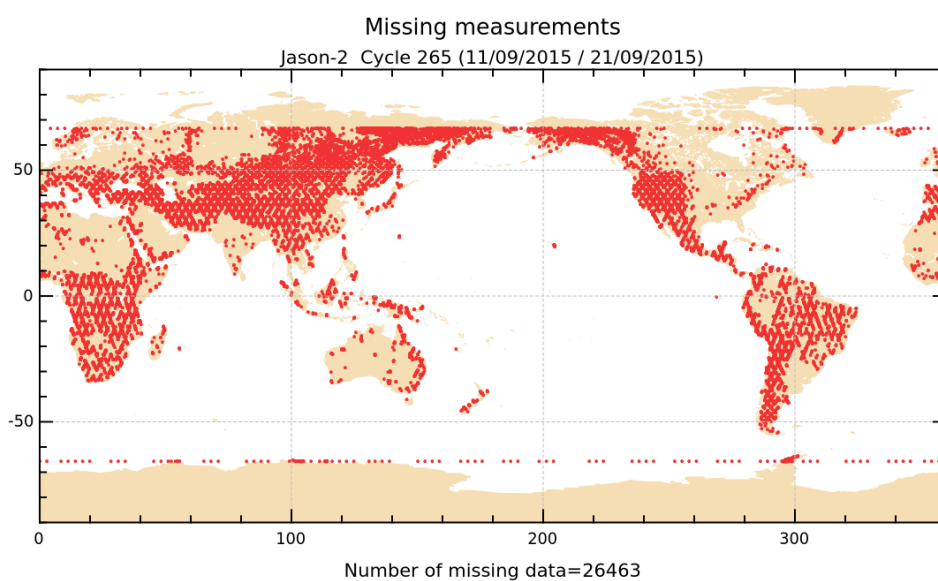 Missing measurements
Jason-2 Cycle 265 (11/09/2015 / 21/09/2015)
50
0
-50
0 100 200 300
Number of missing data=26463